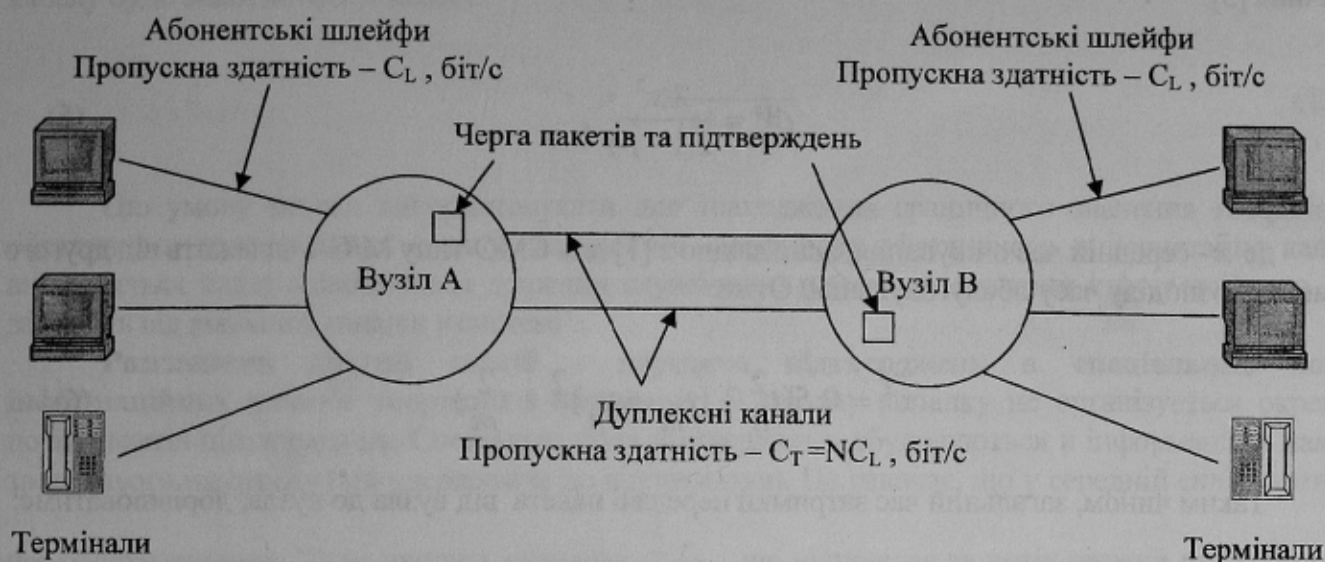 Абонентські шлейфи
Пропускна здатність – C_L , біт/с
Абонентські шлейфи
Пропускна здатність – C_L , біт/с
Черга пакетів та підтверджень
Вузіл А
Вузіл В
Дуплексні канали
Пропускна здатність – C_T =NC_L , біт/с
Термінали
Термінали